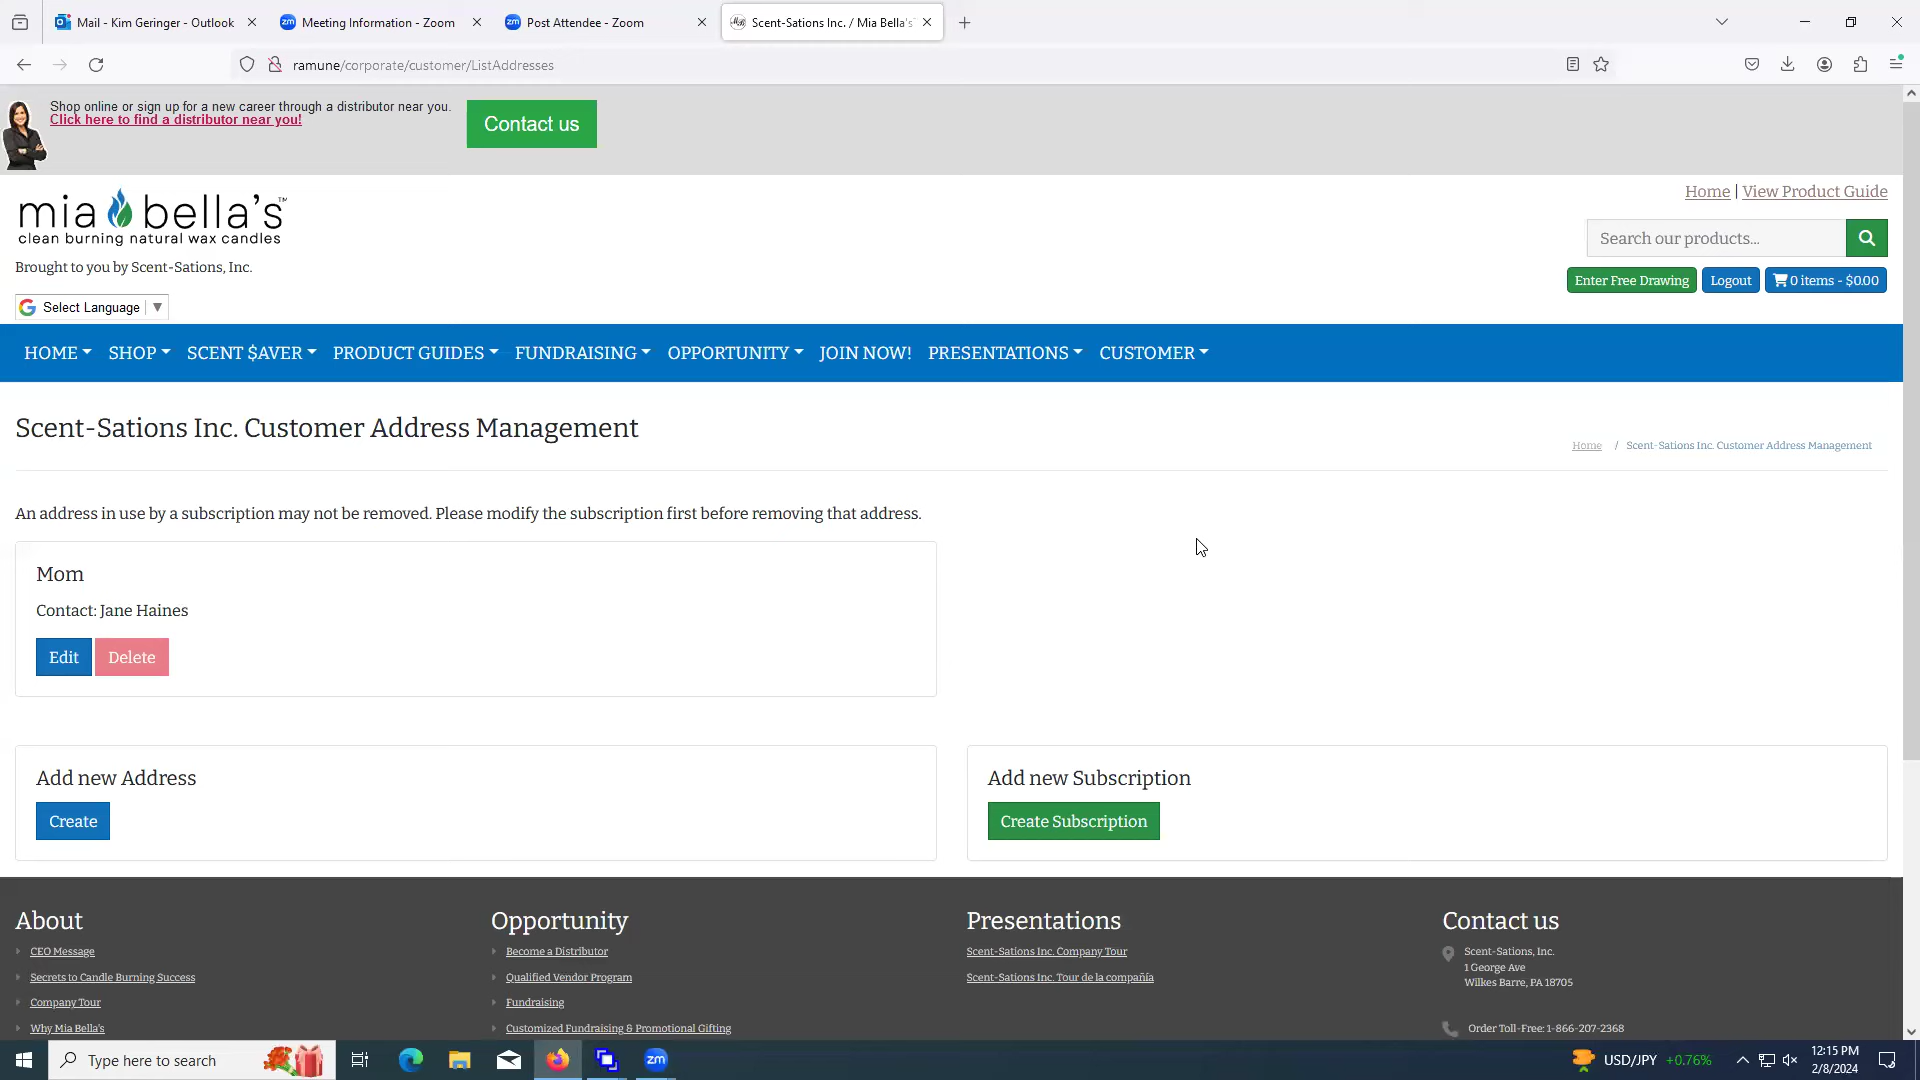 Mail - Kim Geringer - Outlook
Meeting Information - Zoom
Post Attendee - Zoom
Scent-Sations Inc. / Mia Bella's
ramune/corporate/customer/ListAddresses
Shop online or sign up for a new career through a distributor near you.
Click here to find a distributor near you!
Contact us
mia bella's™
clean burning natural wax candles
Brought to you by Scent-Sations, Inc.
Select Language ▼
Home | View Product Guide
Search our products...
Enter Free Drawing
Logout
0 items - $0.00
HOME SHOP SCENT $AVER PRODUCT GUIDES FUNDRAISING OPPORTUNITY JOIN NOW! PRESENTATIONS CUSTOMER
Scent-Sations Inc. Customer Address Management
Home / Scent-Sations Inc. Customer Address Management
An address in use by a subscription may not be removed. Please modify the subscription first before removing that address.
Mom
Contact: Jane Haines
Edit Delete
Add new Address
Create
Add new Subscription
Create Subscription
About
CEO Message
Secrets to Candle Burning Success
Company Tour
Why Mia Bella's
Opportunity
Become a Distributor
Qualified Vendor Program
Fundraising
Customized Fundraising & Promotional Gifting
Presentations
Scent-Sations Inc. Company Tour
Scent-Sations Inc. Tour de la compañía
Contact us
Scent-Sations, Inc.
1 George Ave
Wilkes Barre, PA 18705
Order Toll-Free: 1-866-207-2368
Type here to search
zm
USD/JPY +0.76%
12:15 PM
2/8/2024